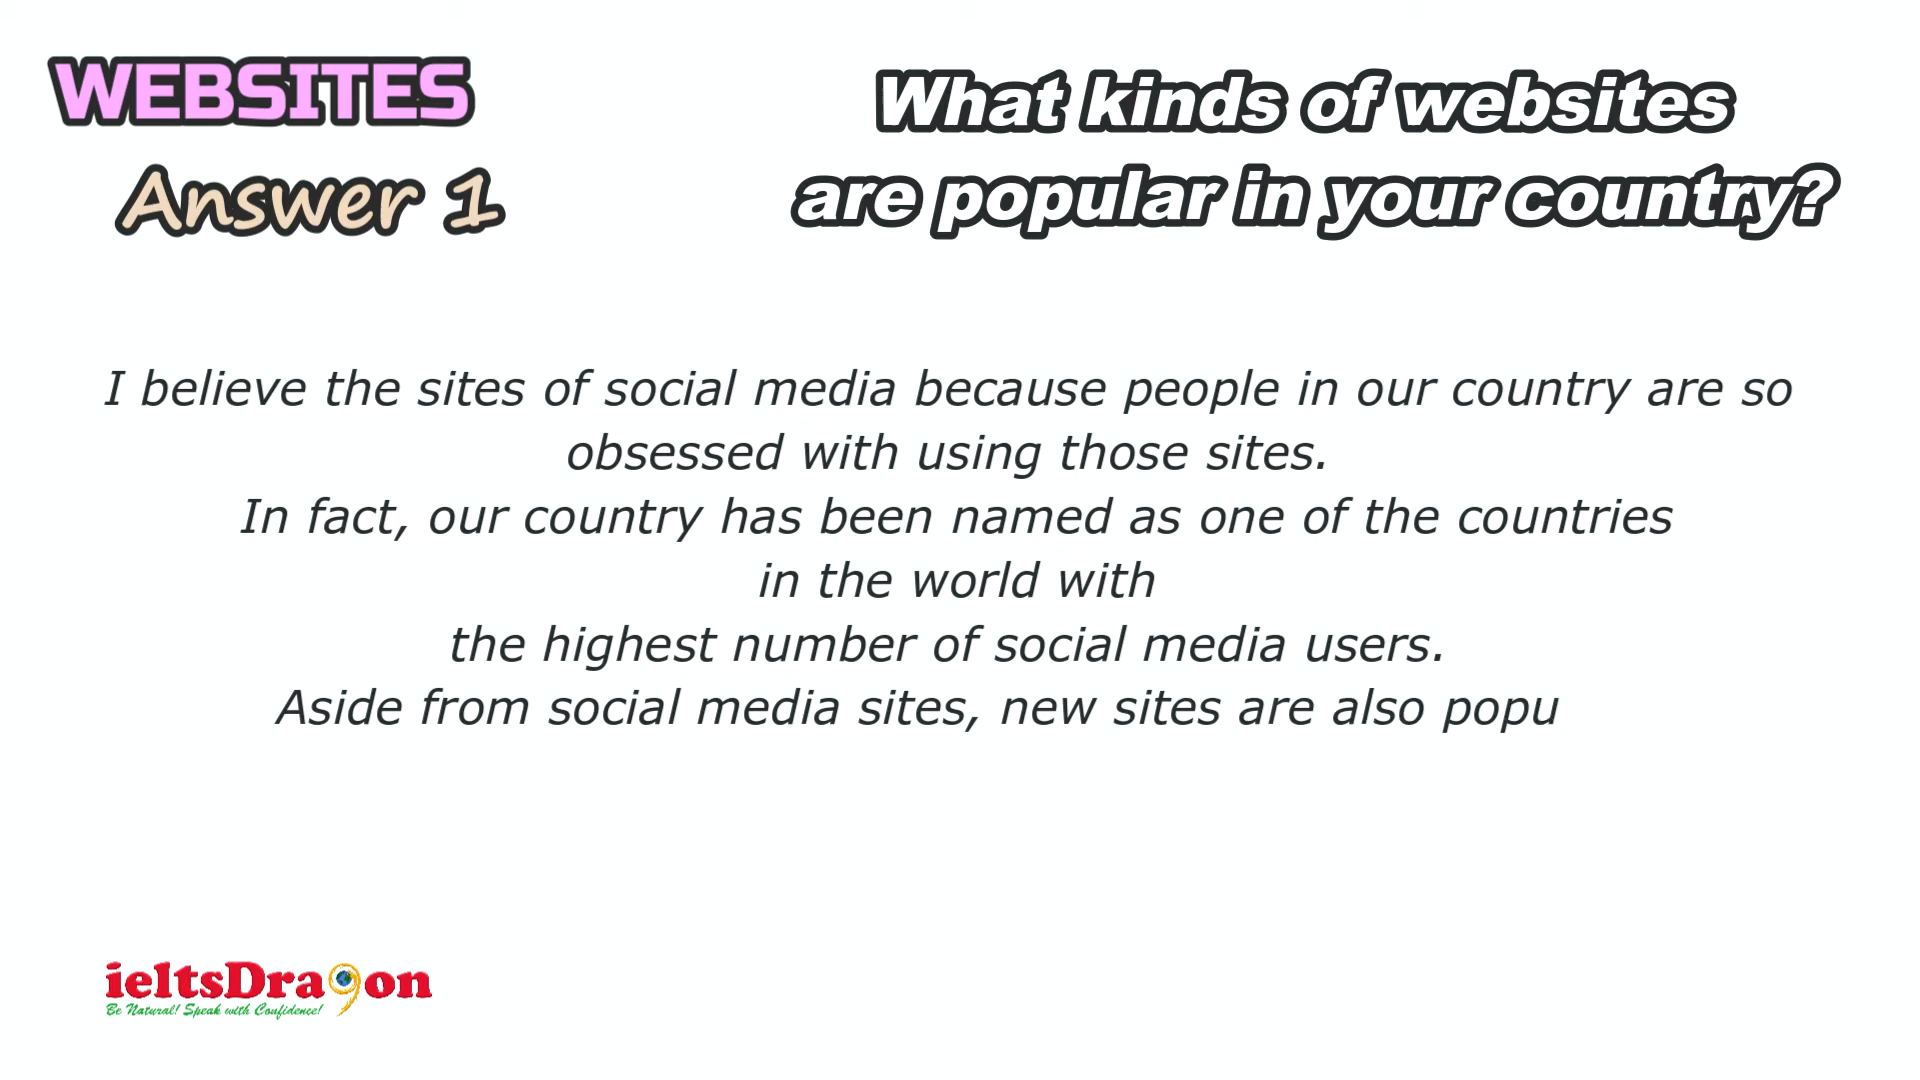 WEBSITES
Answer 1
What kinds of websites
are popular in your country?
I believe the sites of social media because people in our country are so
obsessed with using those sites.
In fact, our country has been named as one of the countries
in the world with
the highest number of social media users.
Aside from social media sites, new sites are also popu
ieltsDra9on
Be Natural! Speak with Confidence!